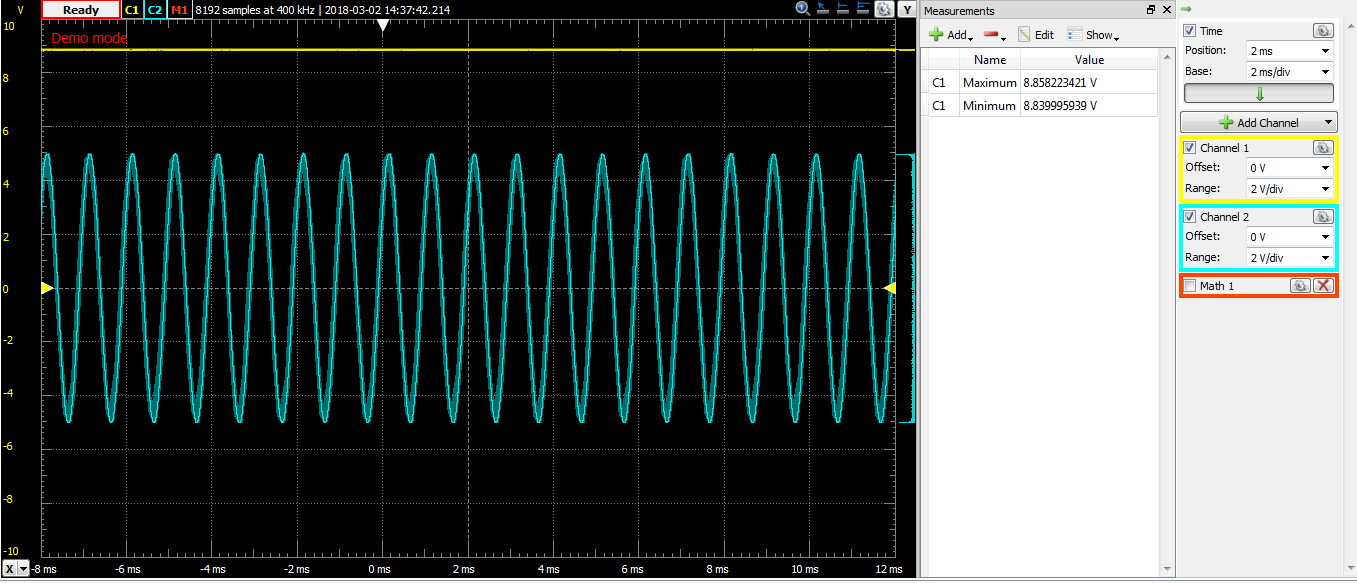 V Ready C1 C2 M1 8192 samples at 400 kHz | 2018-03-02 14:37:42.214 Y
Demo mode
10
8
6
4
2
0
-2
-4
-6
-8
-10
X -8 ms -6 ms -4 ms -2 ms 0 ms 2 ms 4 ms 6 ms 8 ms 10 ms 12 ms
Measurements
Add Edit Show
Name Value
C1 Maximum 8.858223421 V
C1 Minimum 8.839995939 V
Time
Position: 2 ms
Base: 2 ms/div
Add Channel
Channel 1
Offset: 0 V
Range: 2 V/div
Channel 2
Offset: 0 V
Range: 2 V/div
Math 1